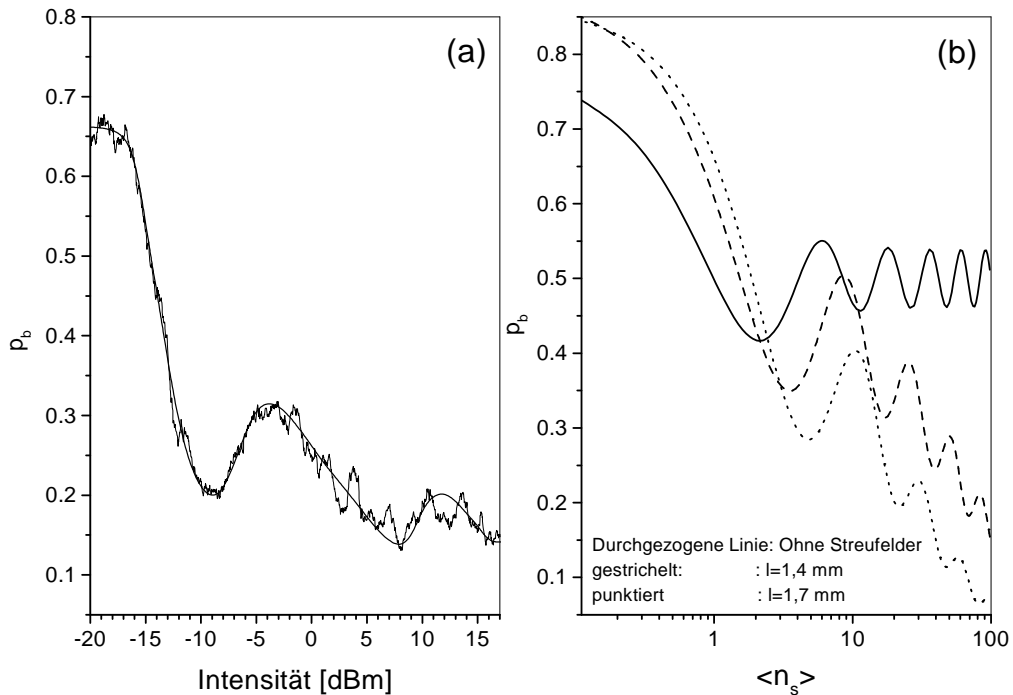 (a)
0.8
0.7
0.6
0.5
0.4
0.3
0.2
0.1
p_b
-20 -15 -10 -5 0 5 10 15
Intensität [dBm]
(b)
0.8
0.7
0.6
0.5
0.4
0.3
0.2
0.1
p_b
Durchgezogene Linie: Ohne Streufelder
gestrichelt: : l=1,4 mm
punktiert : l=1,7 mm
1 10 100
<n_s>